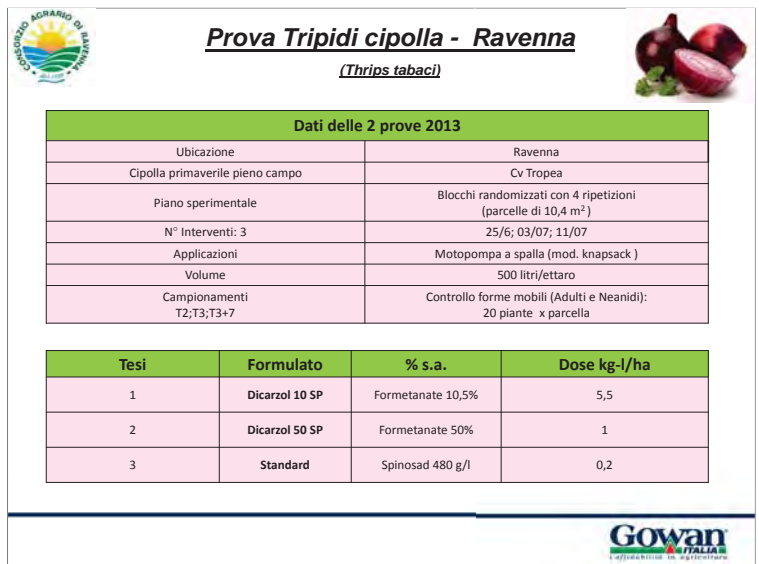 CONSORZIO AGRARIO DI RAVENNA
Prova Tripidi cipolla - Ravenna
(Thrips tabaci)
Dati delle 2 prove 2013
Ubicazione Ravenna
Cipolla primaverile pieno campo Cv Tropea
Piano sperimentale Blocchi randomizzati con 4 ripetizioni
(parcelle di 10,4 m²)
N° Interventi: 3 25/6; 03/07; 11/07
Applicazioni Motopompa a spalla (mod. knapsack )
Volume 500 litri/ettaro
Campionamenti Controllo forme mobili (Adulti e Neanidi):
T2;T3;T3+7 20 piante x parcella
Tesi Formulato % s.a. Dose kg-l/ha
1 Dicarzol 10 SP Formetanate 10,5% 5,5
2 Dicarzol 50 SP Formetanate 50% 1
3 Standard Spinosad 480 g/l 0,2
Gowan
ITALIA
l'affidabilità in agricoltura